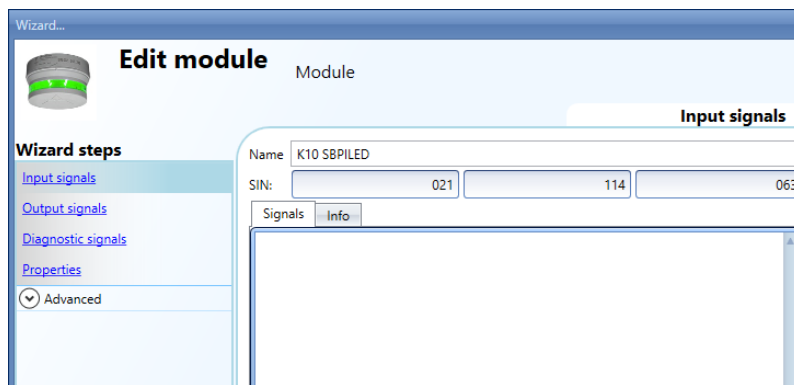 Wizard...
Edit module
Module
Input signals
Wizard steps
Input signals
Output signals
Diagnostic signals
Properties
Advanced
Name K10 SBPILED
SIN: 021 114 063
Signals Info